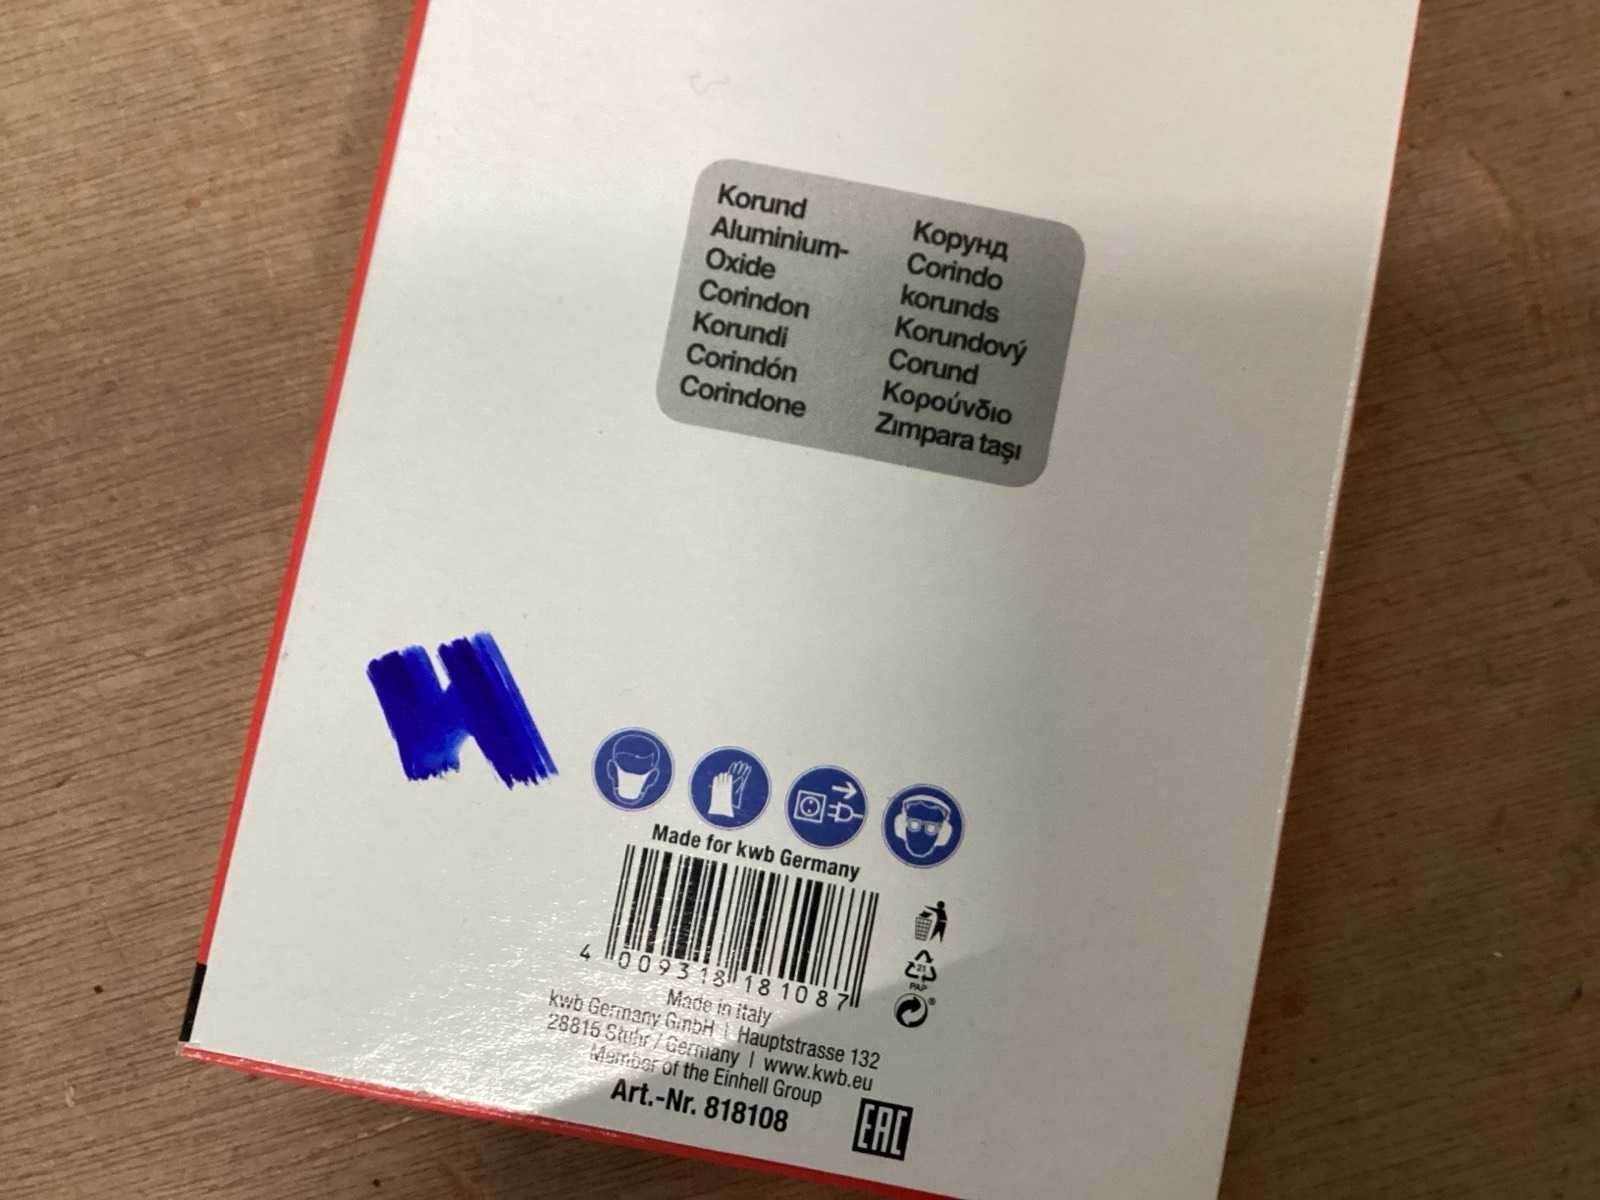 Korund
Aluminium-
Oxide
Corindon
Korundi
Corindón
Corindone
Корунд
Corindo
korunds
Korundový
Corund
Κορούνδιο
Zımpara taşı
Made for kwb Germany
4 009318 181087
Made in Italy
kwb Germany GmbH | Hauptstrasse 132
28816 Stuhr / Germany | www.kwb.eu
Member of the Einhell Group
Art.-Nr. 818108
21
PAP
®
EAC